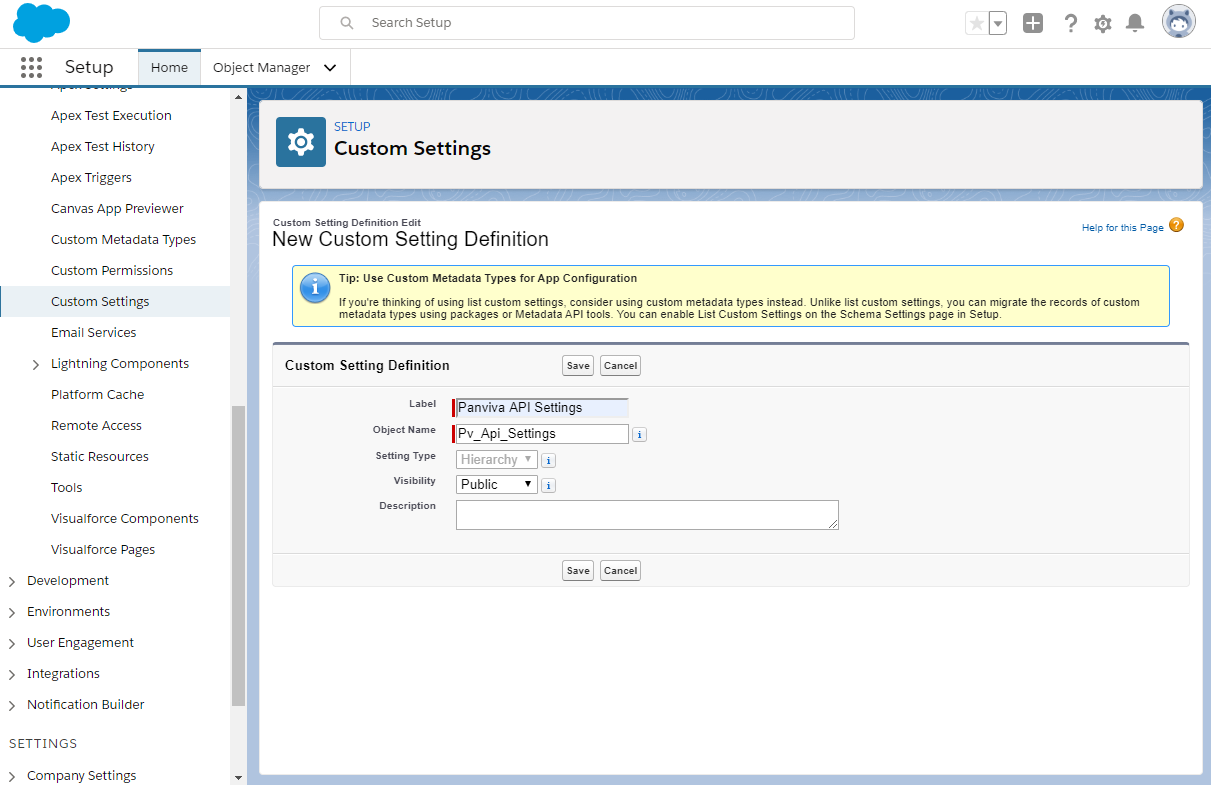 Search Setup
Setup
Home
Object Manager
Apex Settings
Apex Test Execution
Apex Test History
Apex Triggers
Canvas App Previewer
Custom Metadata Types
Custom Permissions
Custom Settings
Email Services
Lightning Components
Platform Cache
Remote Access
Static Resources
Tools
Visualforce Components
Visualforce Pages
Development
Environments
User Engagement
Integrations
Notification Builder
SETTINGS
Company Settings
SETUP
Custom Settings
Custom Setting Definition Edit
New Custom Setting Definition
Help for this Page
Tip: Use Custom Metadata Types for App Configuration
If you're thinking of using list custom settings, consider using custom metadata types instead. Unlike list custom settings, you can migrate the records of custom
metadata types using packages or Metadata API tools. You can enable List Custom Settings on the Schema Settings page in Setup.
Custom Setting Definition
Save
Cancel
Label
Panviva API Settings
Object Name
Pv_Api_Settings
Setting Type
Hierarchy
Visibility
Public
Description
Save
Cancel